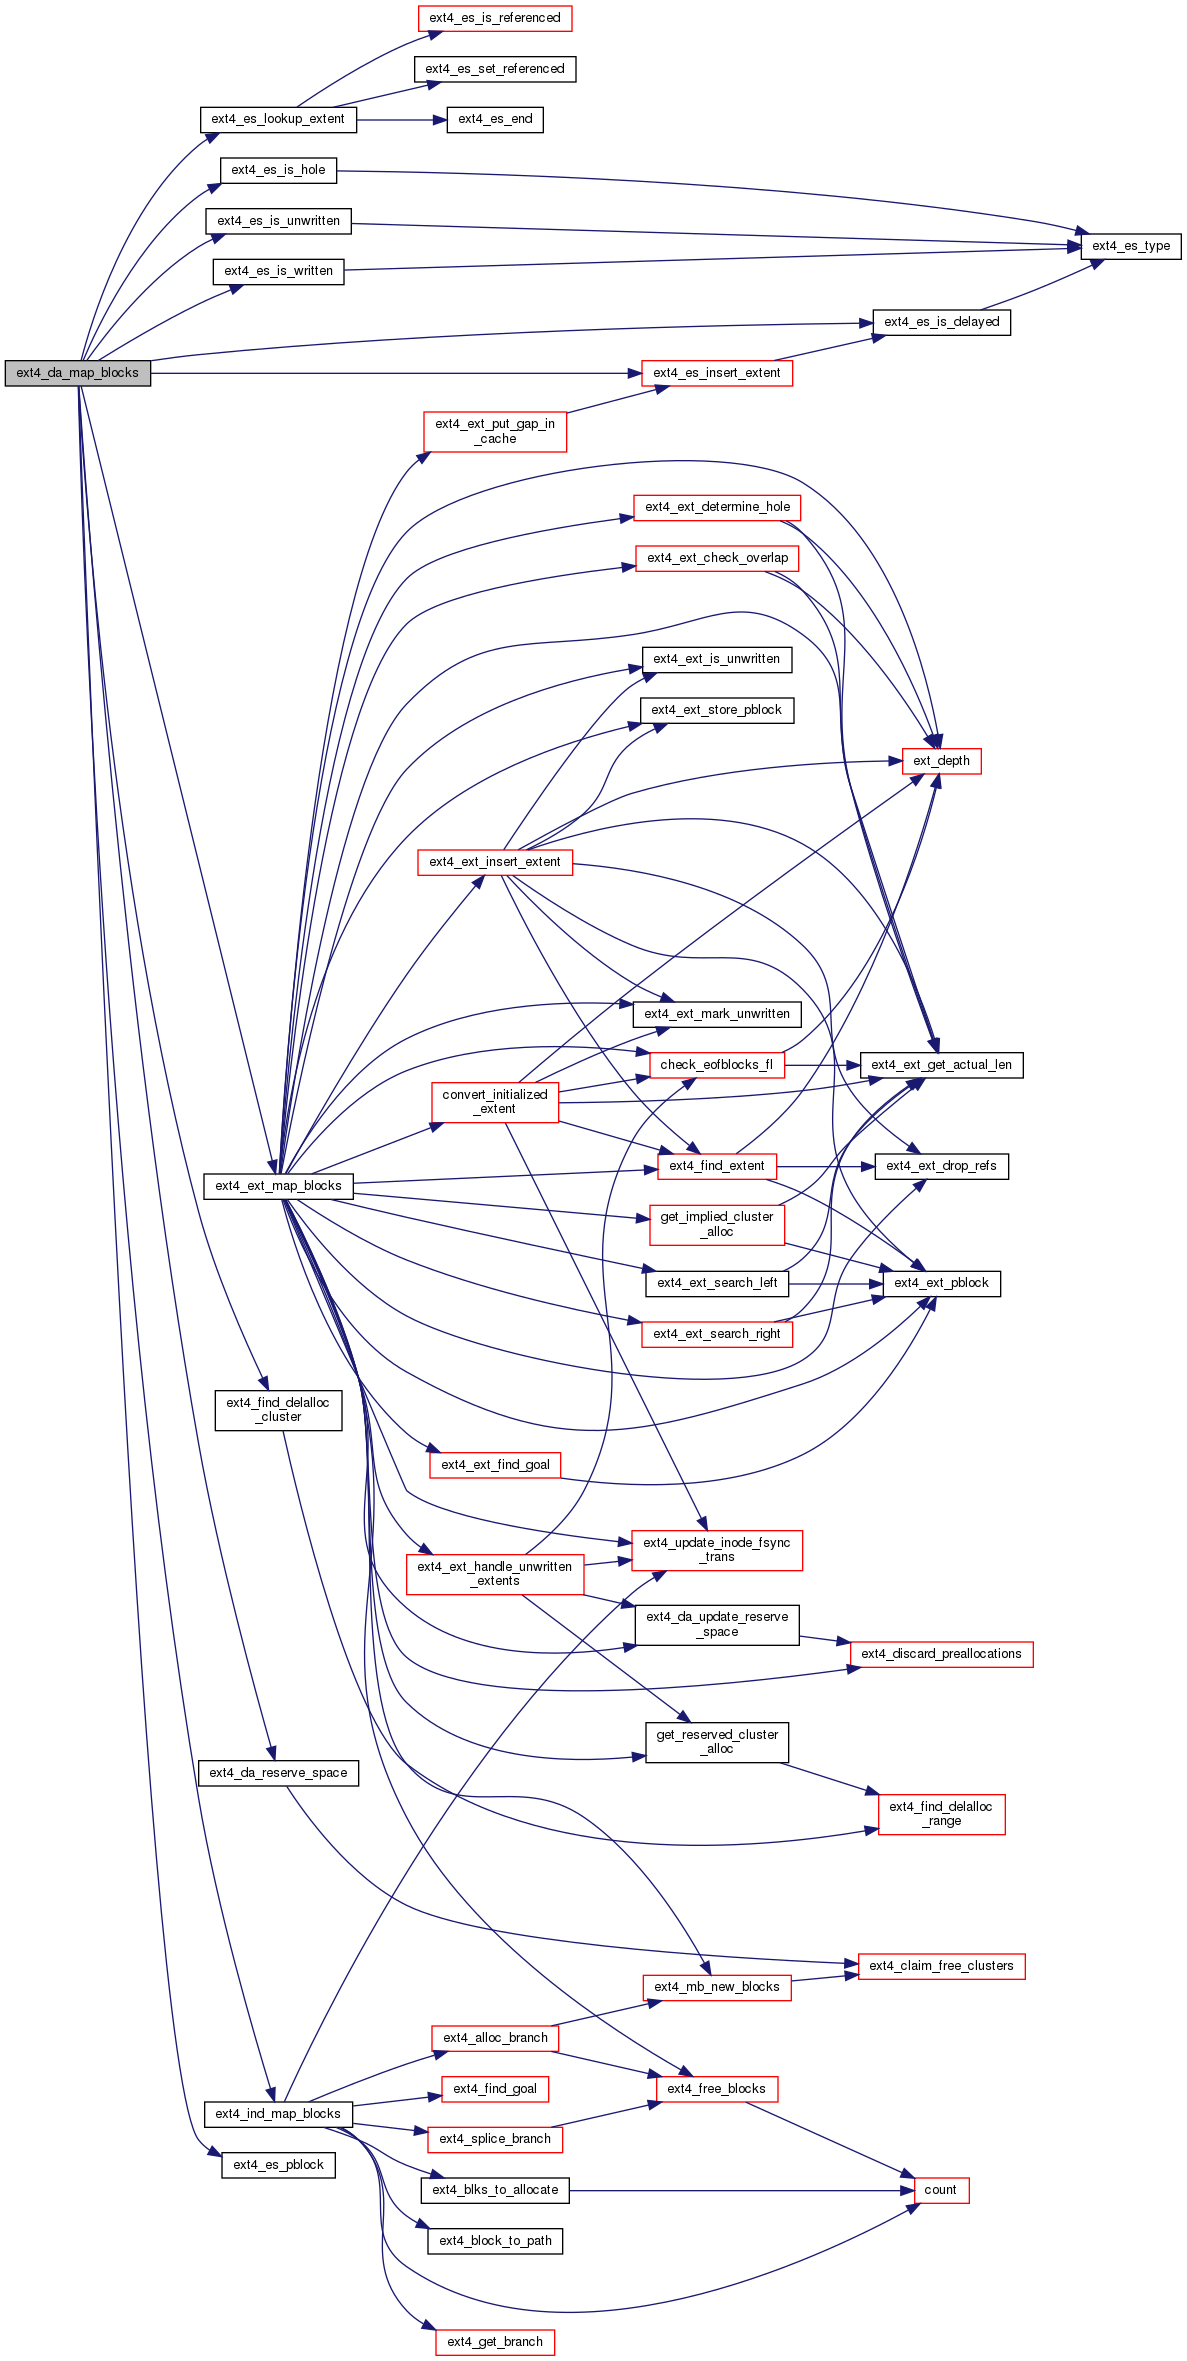 ext4_es_is_referenced
ext4_es_set_referenced
ext4_es_lookup_extent
ext4_es_end
ext4_es_is_hole
ext4_es_is_unwritten
ext4_es_type
ext4_es_is_written
ext4_es_is_delayed
ext4_da_map_blocks
ext4_es_insert_extent
ext4_ext_put_gap_in
_cache
ext4_ext_determine_hole
ext4_ext_check_overlap
ext4_ext_is_unwritten
ext4_ext_store_pblock
ext_depth
ext4_ext_insert_extent
ext4_ext_mark_unwritten
check_eofblocks_fl
ext4_ext_get_actual_len
convert_initialized
_extent
ext4_find_extent
ext4_ext_drop_refs
ext4_ext_map_blocks
get_implied_cluster
_alloc
ext4_ext_search_left
ext4_ext_pblock
ext4_ext_search_right
ext4_find_delalloc
_cluster
ext4_ext_find_goal
ext4_update_inode_fsync
_trans
ext4_ext_handle_unwritten
_extents
ext4_da_update_reserve
_space
ext4_discard_preallocations
get_reserved_cluster
_alloc
ext4_da_reserve_space
ext4_find_delalloc
_range
ext4_claim_free_clusters
ext4_mb_new_blocks
ext4_alloc_branch
ext4_find_goal
ext4_free_blocks
ext4_ind_map_blocks
ext4_splice_branch
ext4_es_pblock
ext4_blks_to_allocate
count
ext4_block_to_path
ext4_get_branch